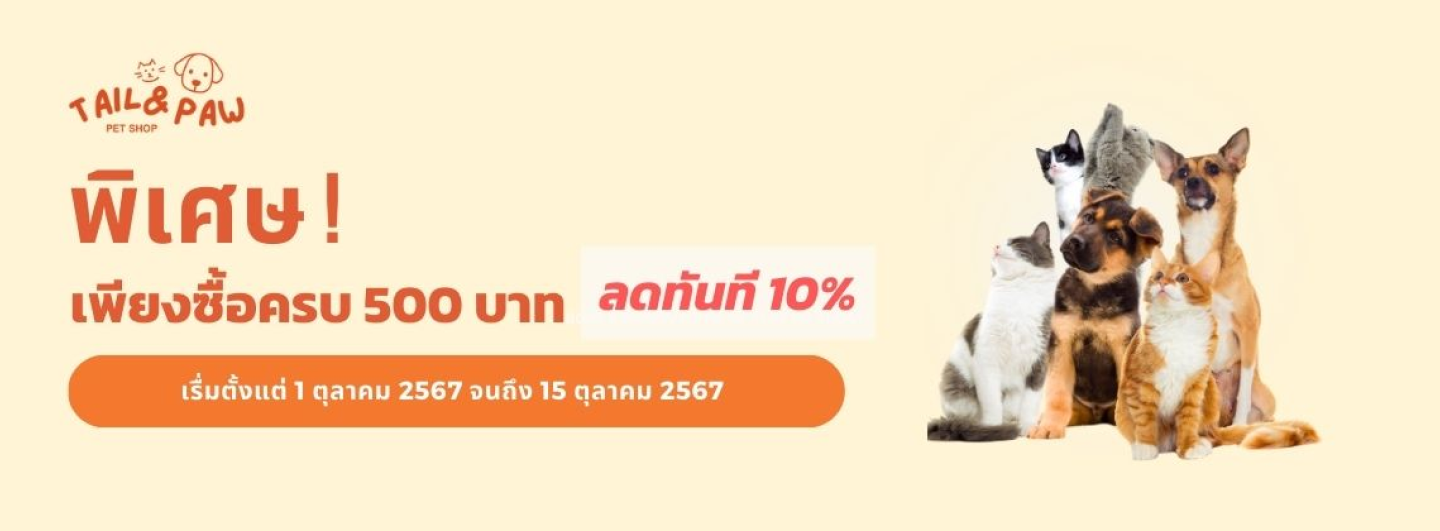 TAIL & PAW
PET SHOP
พิเศษ!
เพียงซื้อครบ 500 บาท ลดทันที 10%
เริ่มตั้งแต่ 1 ตุลาคม 2567 จนถึง 15 ตุลาคม 2567